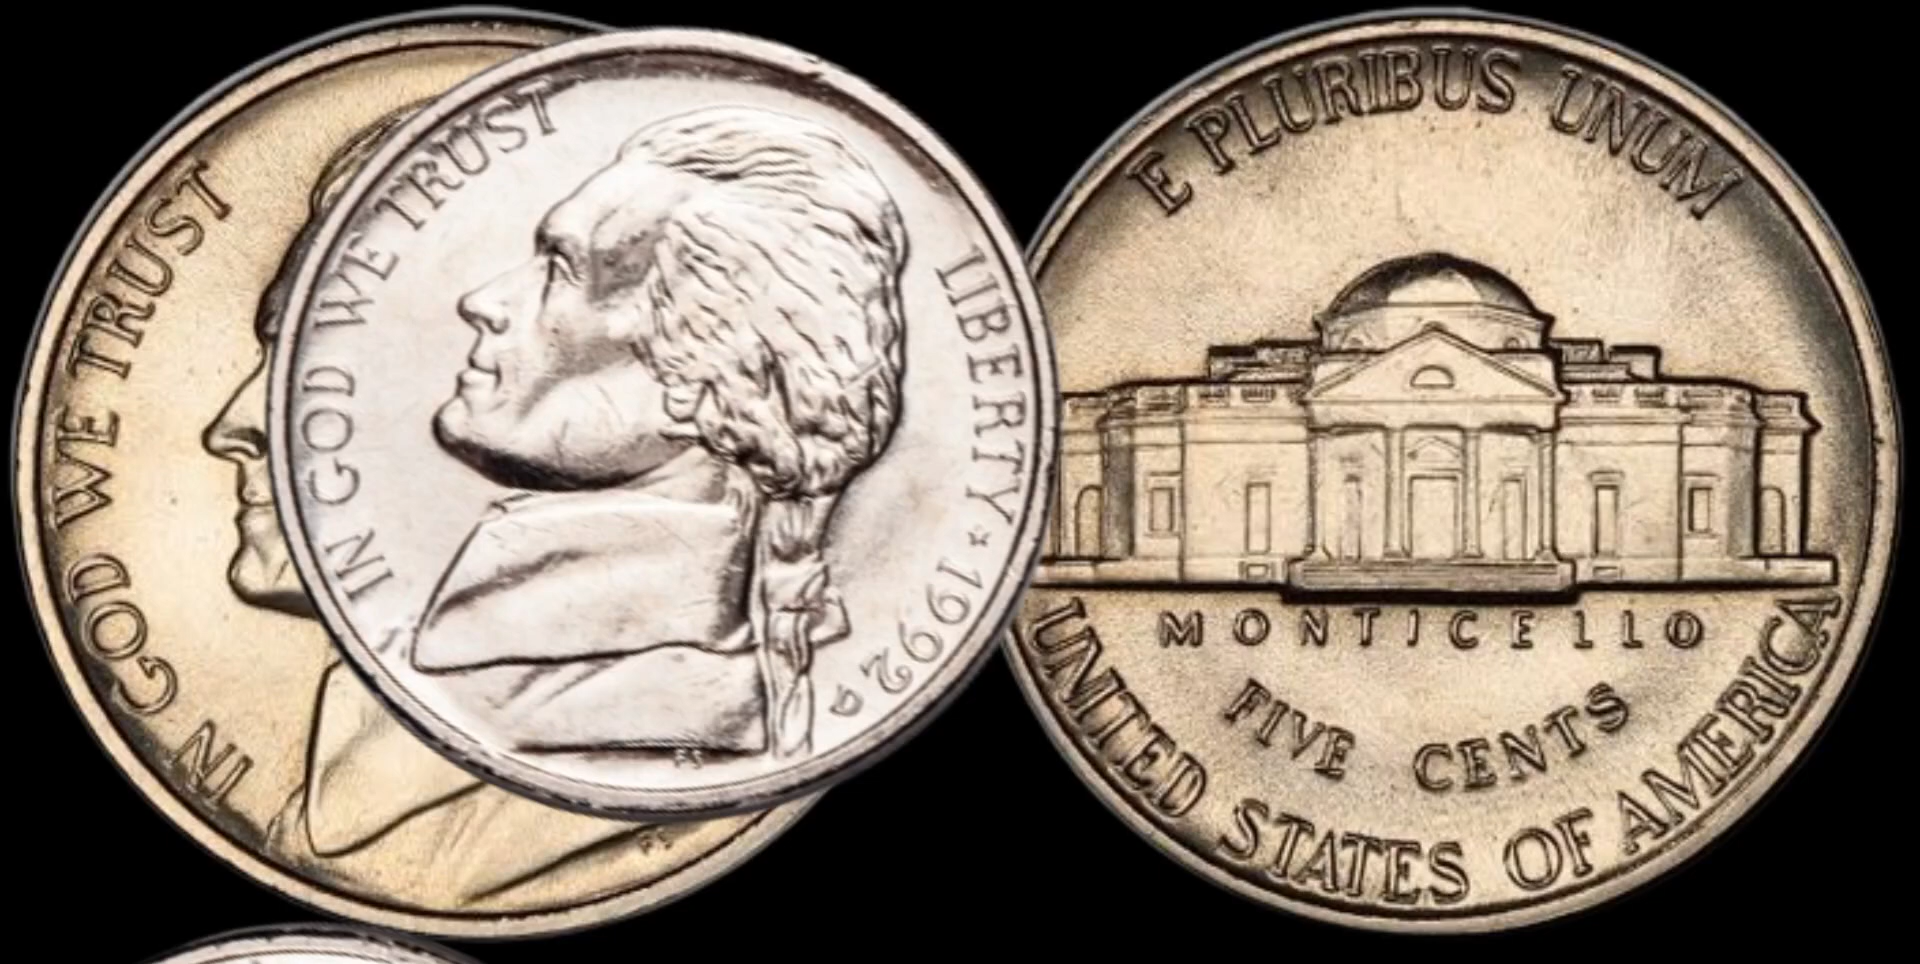 IN GOD WE TRUST
FS
IN GOD WE TRUST
LIBERTY * 1992 D
FS
E PLURIBUS UNUM
MONTICELLO
FIVE CENTS
UNITED STATES OF AMERICA